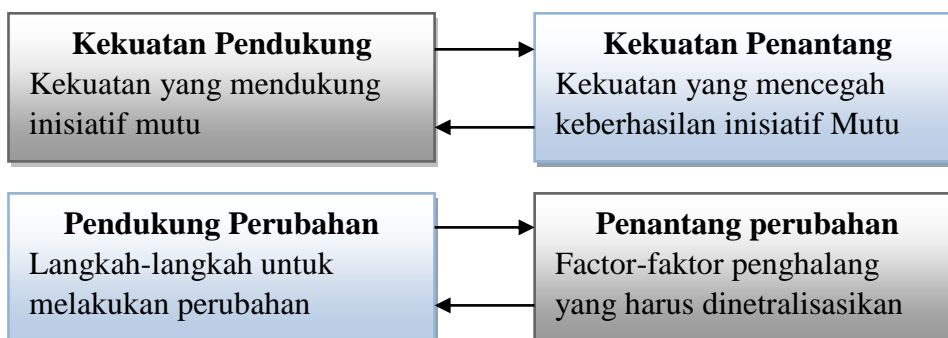 Kekuatan Pendukung
Kekuatan yang mendukung
inisiatif mutu
Kekuatan Penantang
Kekuatan yang mencegah
keberhasilan inisiatif Mutu
Pendukung Perubahan
Langkah-langkah untuk
melakukan perubahan
Penantang perubahan
Factor-faktor penghalang
yang harus dinetralisasikan